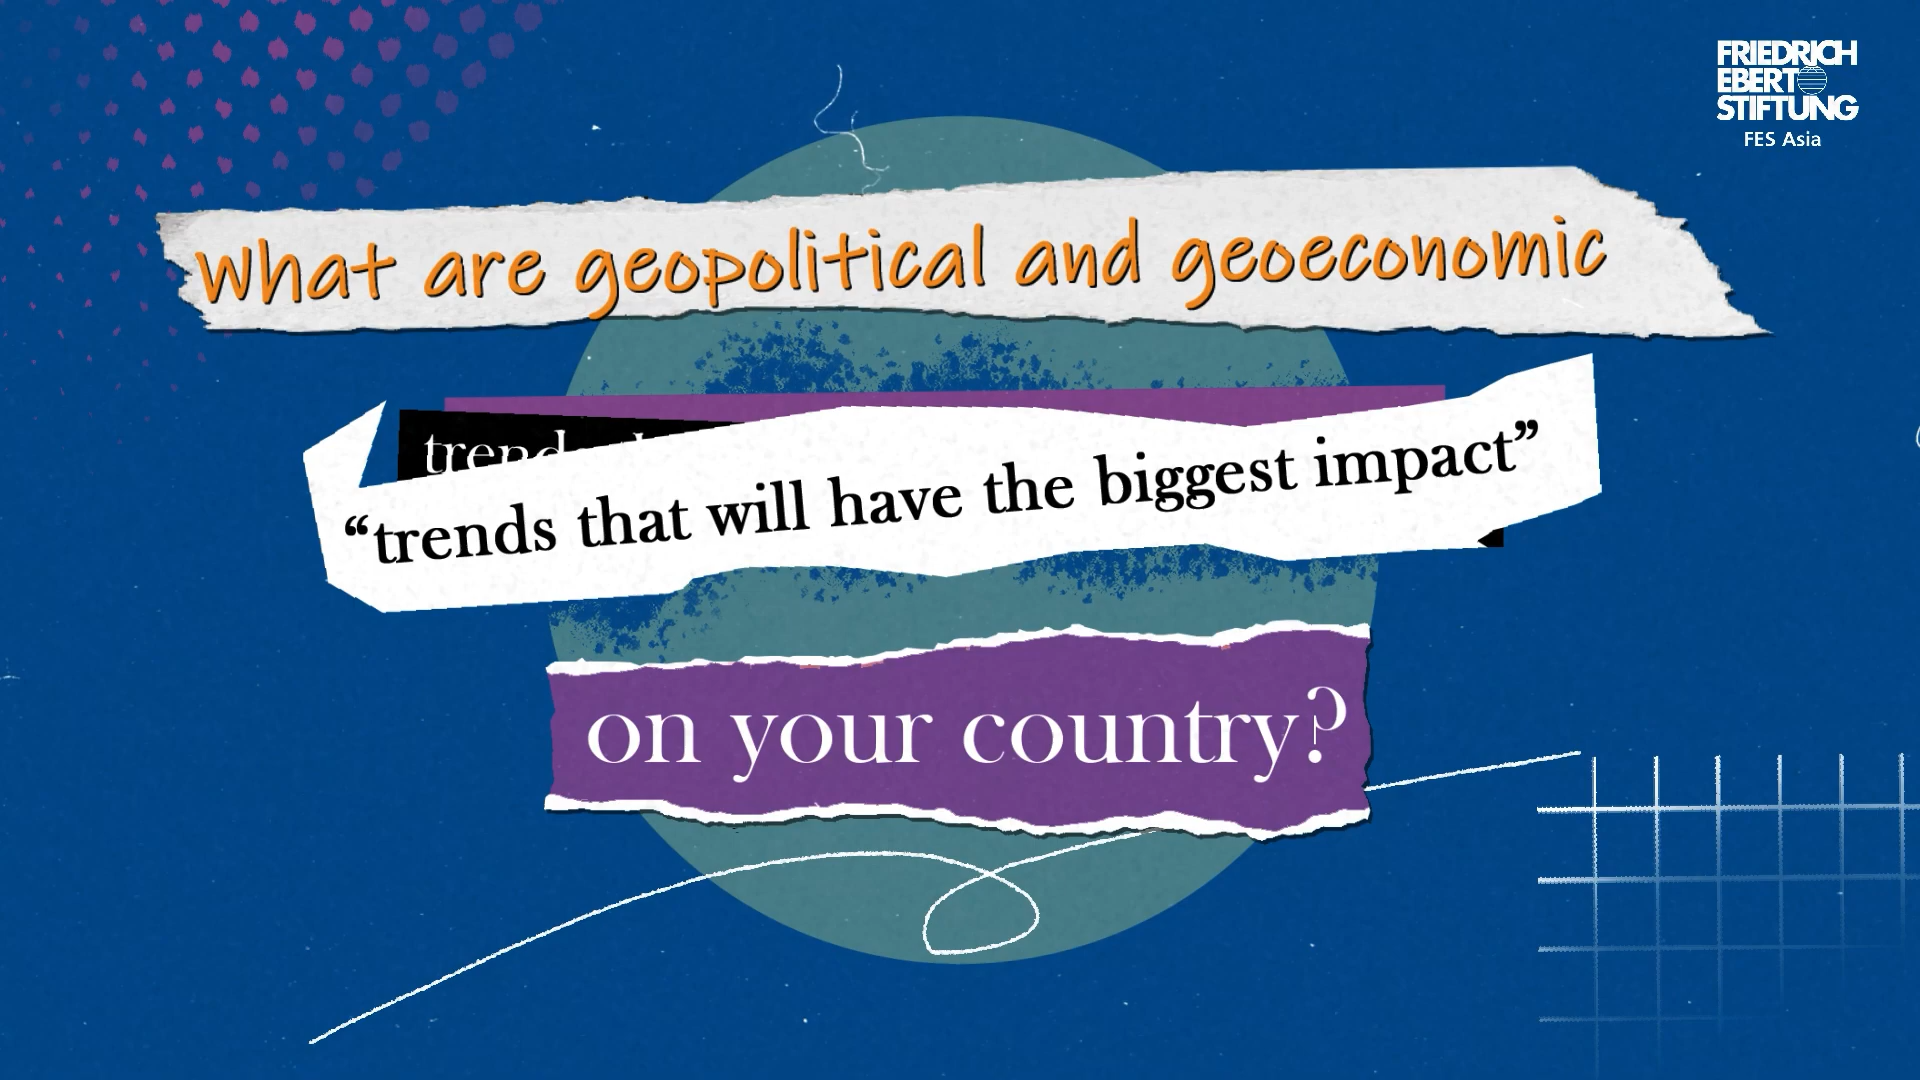 FRIEDRICH
EBERT
STIFTUNG
FES Asia
What are geopolitical and geoeconomic
trend
“trends that will have the biggest impact”
on your country?